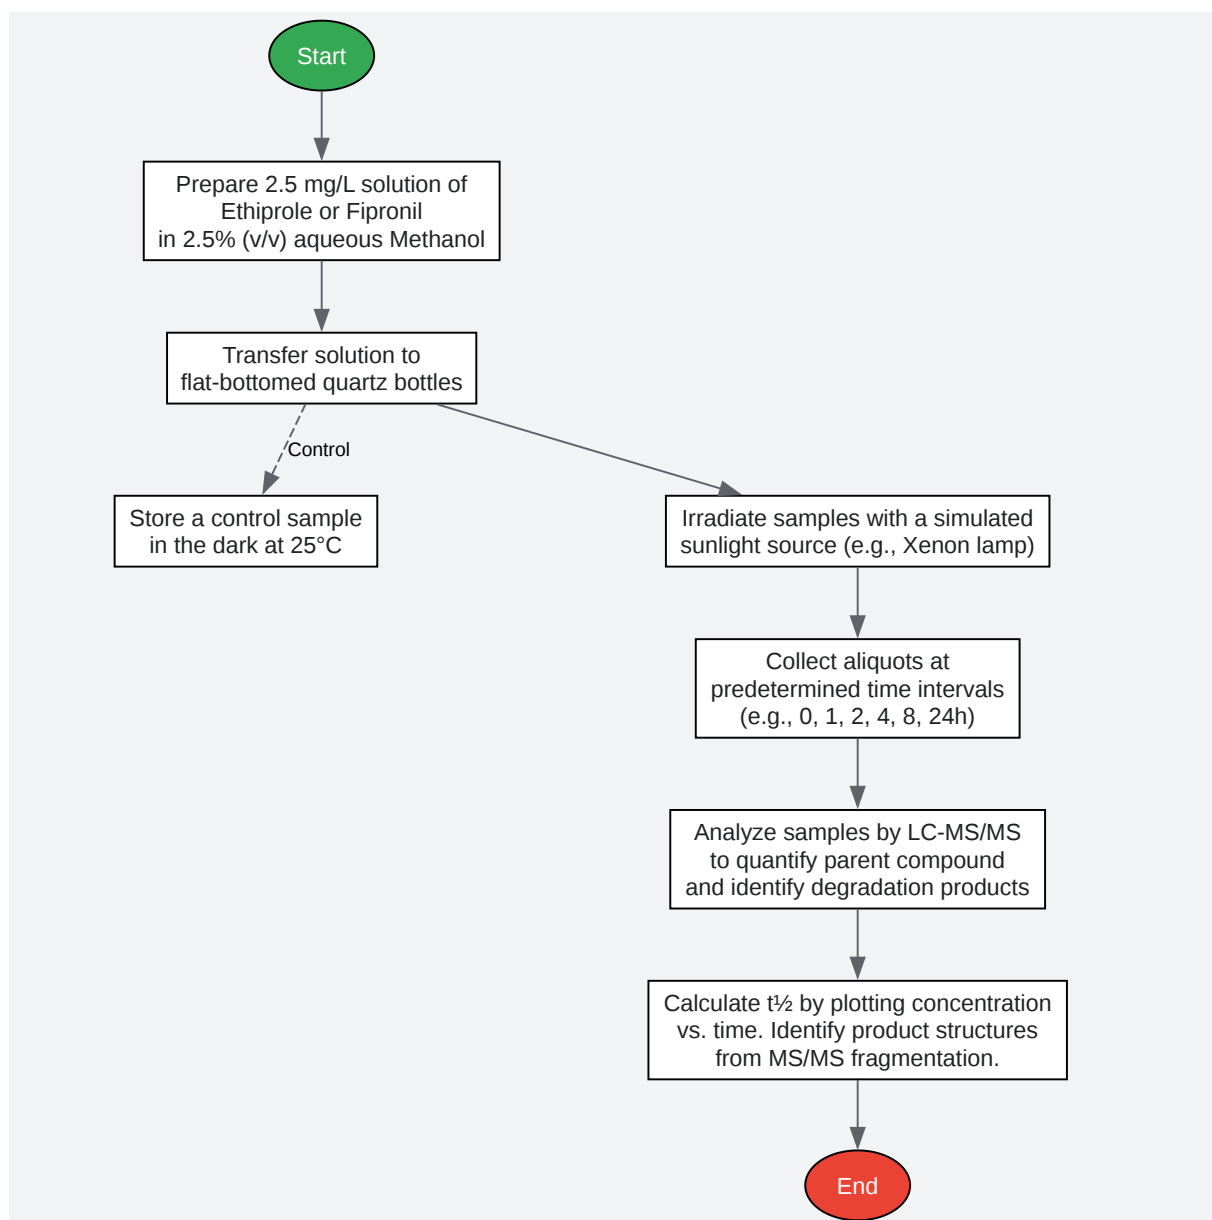 Start
Prepare 2.5 mg/L solution of
Ethiprole or Fipronil
in 2.5% (v/v) aqueous Methanol
Transfer solution to
flat-bottomed quartz bottles
Control
Store a control sample
in the dark at 25°C
Irradiate samples with a simulated
sunlight source (e.g., Xenon lamp)
Collect aliquots at
predetermined time intervals
(e.g., 0, 1, 2, 4, 8, 24h)
Analyze samples by LC-MS/MS
to quantify parent compound
and identify degradation products
Calculate t½ by plotting concentration
vs. time. Identify product structures
from MS/MS fragmentation.
End